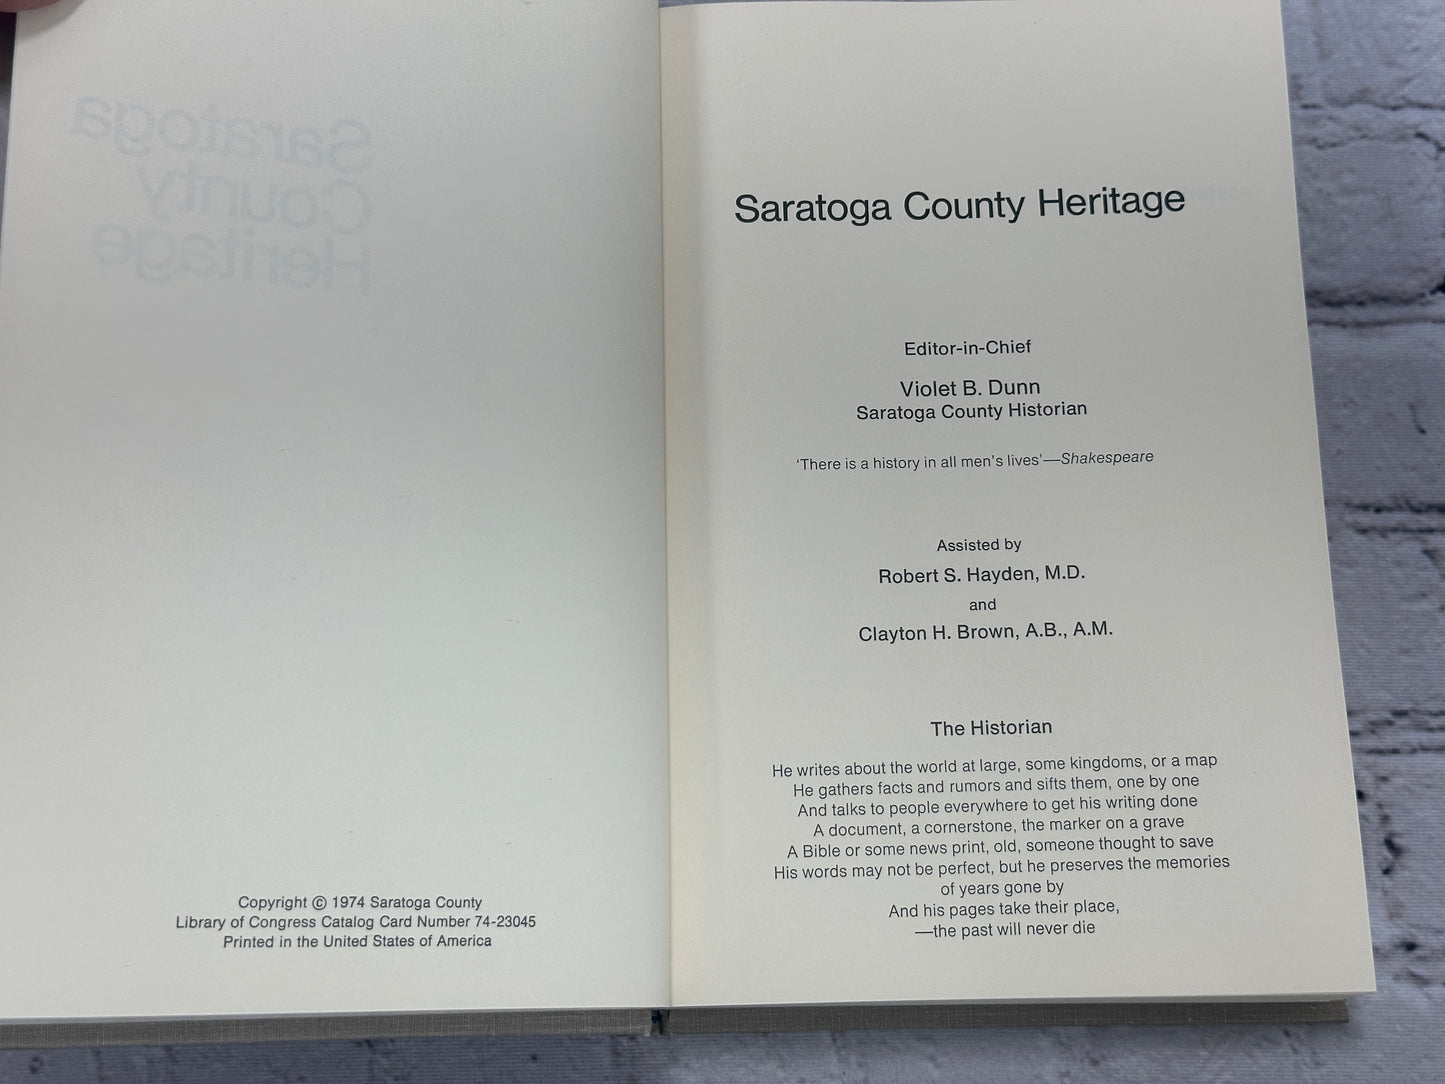 Saratoga
County
Heritage
Copyright © 1974 Saratoga County
Library of Congress Catalog Card Number 74-23045
Printed in the United States of America
Saratoga County Heritage
Editor-in-Chief
Violet B. Dunn
Saratoga County Historian
'There is a history in all men's lives'—Shakespeare
Assisted by
Robert S. Hayden, M.D.
and
Clayton H. Brown, A.B., A.M.
The Historian
He writes about the world at large, some kingdoms, or a map
He gathers facts and rumors and sifts them, one by one
And talks to people everywhere to get his writing done
A document, a cornerstone, the marker on a grave
A Bible or some news print, old, someone thought to save
His words may not be perfect, but he preserves the memories
of years gone by
And his pages take their place,
—the past will never die